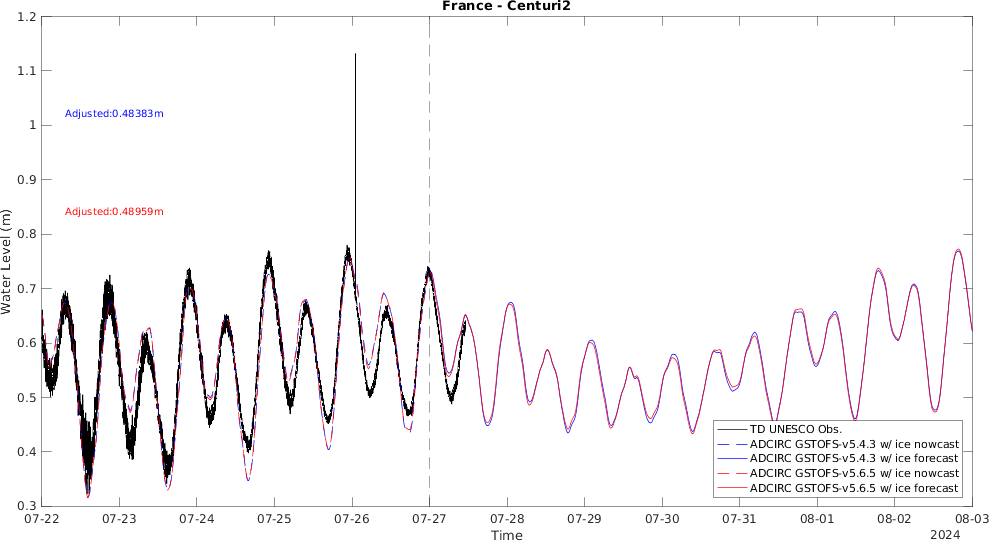 France - Centuri2
1.2
1.1
1
0.9
0.8
0.7
0.6
0.5
0.4
0.3
Water Level (m)
Adjusted:0.48383m
Adjusted:0.48959m
TD UNESCO Obs.
ADCIRC GSTOFS-v5.4.3 w/ ice nowcast
ADCIRC GSTOFS-v5.4.3 w/ ice forecast
ADCIRC GSTOFS-v5.6.5 w/ ice nowcast
ADCIRC GSTOFS-v5.6.5 w/ ice forecast
07-22 07-23 07-24 07-25 07-26 07-27 07-28 07-29 07-30 07-31 08-01 08-02 08-03
Time
2024